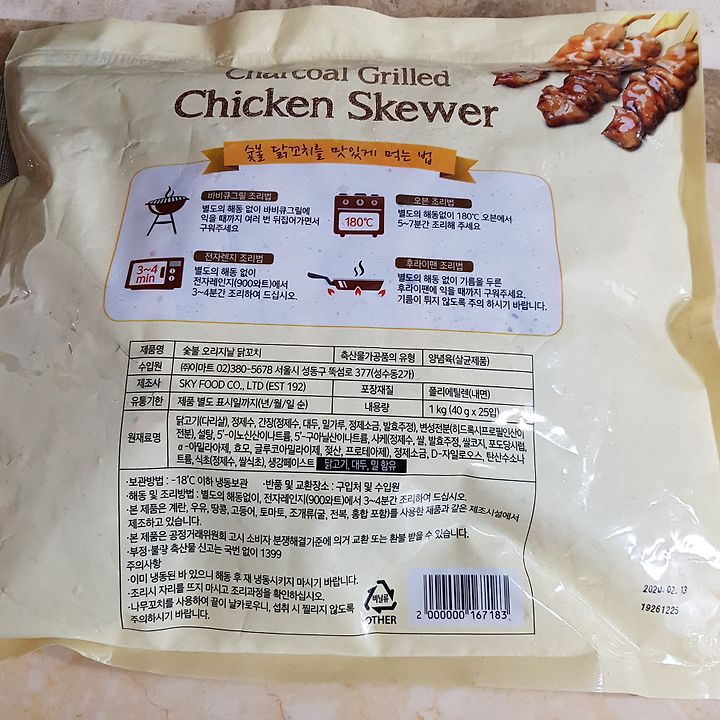 Charcoal Grilled
Chicken Skewer
숯불 닭꼬치를 맛있게 먹는 법
바비큐그릴 조리법
별도의 해동 없이 바비큐그릴에
익을 때까지 여러 번 뒤집어가면서
구워주세요
180℃
오븐 조리법
별도의 해동없이 180℃ 오븐에서
5~7분간 조리해 주세요
3~4
min
전자렌지 조리법
별도의 해동 없이
전자레인지(900와트)에서
3~4분간 조리하여 드십시오.
후라이팬 조리법
별도의 해동 없이 기름을 두른
후라이팬에 익을 때까지 구워주세요.
기름이 튀지 않도록 주의 하시기 바랍니다.
제품명 숯불 오리지날 닭꼬치 축산물가공품의 유형 양념육(살균제품)
수입원 ㈜이마트 02)380-5678 서울시 성동구 뚝섬로 377(성수동2가)
제조사 SKY FOOD CO., LTD (EST 192) 포장재질 폴리에틸렌(내면)
유통기한 제품 별도 표시일까지(년/월/일 순) 내용량 1 kg (40 g x 25입)
원재료명 닭고기(다리살), 정제수, 간장(정제수, 대두, 밀가루, 정제소금, 발효주정), 변성전분(히드록시프로필인산이
전분), 설탕, 5'-이노신산이나트륨, 5'-구아닐산이나트륨, 사케(정제수, 쌀, 발효주정, 쌀코지, 포도당시럽,
α-아밀라아제, 효모, 글루코아밀라아제, 젖산, 프로테아제), 정제소금, D-자일로오스, 탄산수소나
트륨, 식초(정제수, 쌀식초), 생강페이스트 닭고기, 대두, 밀 함유
·보관방법 : -18℃ 이하 냉동보관 ·반품 및 교환장소 : 구입처 및 수입원
·해동 및 조리방법 : 별도의 해동없이, 전자레인지(900와트)에서 3~4분간 조리하여 드십시오.
·본 제품은 계란, 우유, 땅콩, 고등어, 토마토, 조개류(굴, 전복, 홍합 포함)를 사용한 제품과 같은 제조시설에서
제조하고 있습니다.
·본 제품은 공정거래위원회 고시 소비자 분쟁해결기준에 의거 교환 또는 환불 받을 수 있습니다.
·부정·불량 축산물 신고는 국번 없이 1399
주의사항
·이미 냉동된 바 있으니 해동 후 재 냉동시키지 마시기 바랍니다.
·조리시 자리를 뜨지 마시고 조리과정을 확인하십시오.
·나무꼬치를 사용하여 끝이 날카로우니, 섭취 시 찔리지 않도록
주의하시기 바랍니다.
비닐류
OTHER
2 000000 167183
2020.02.13
19261225